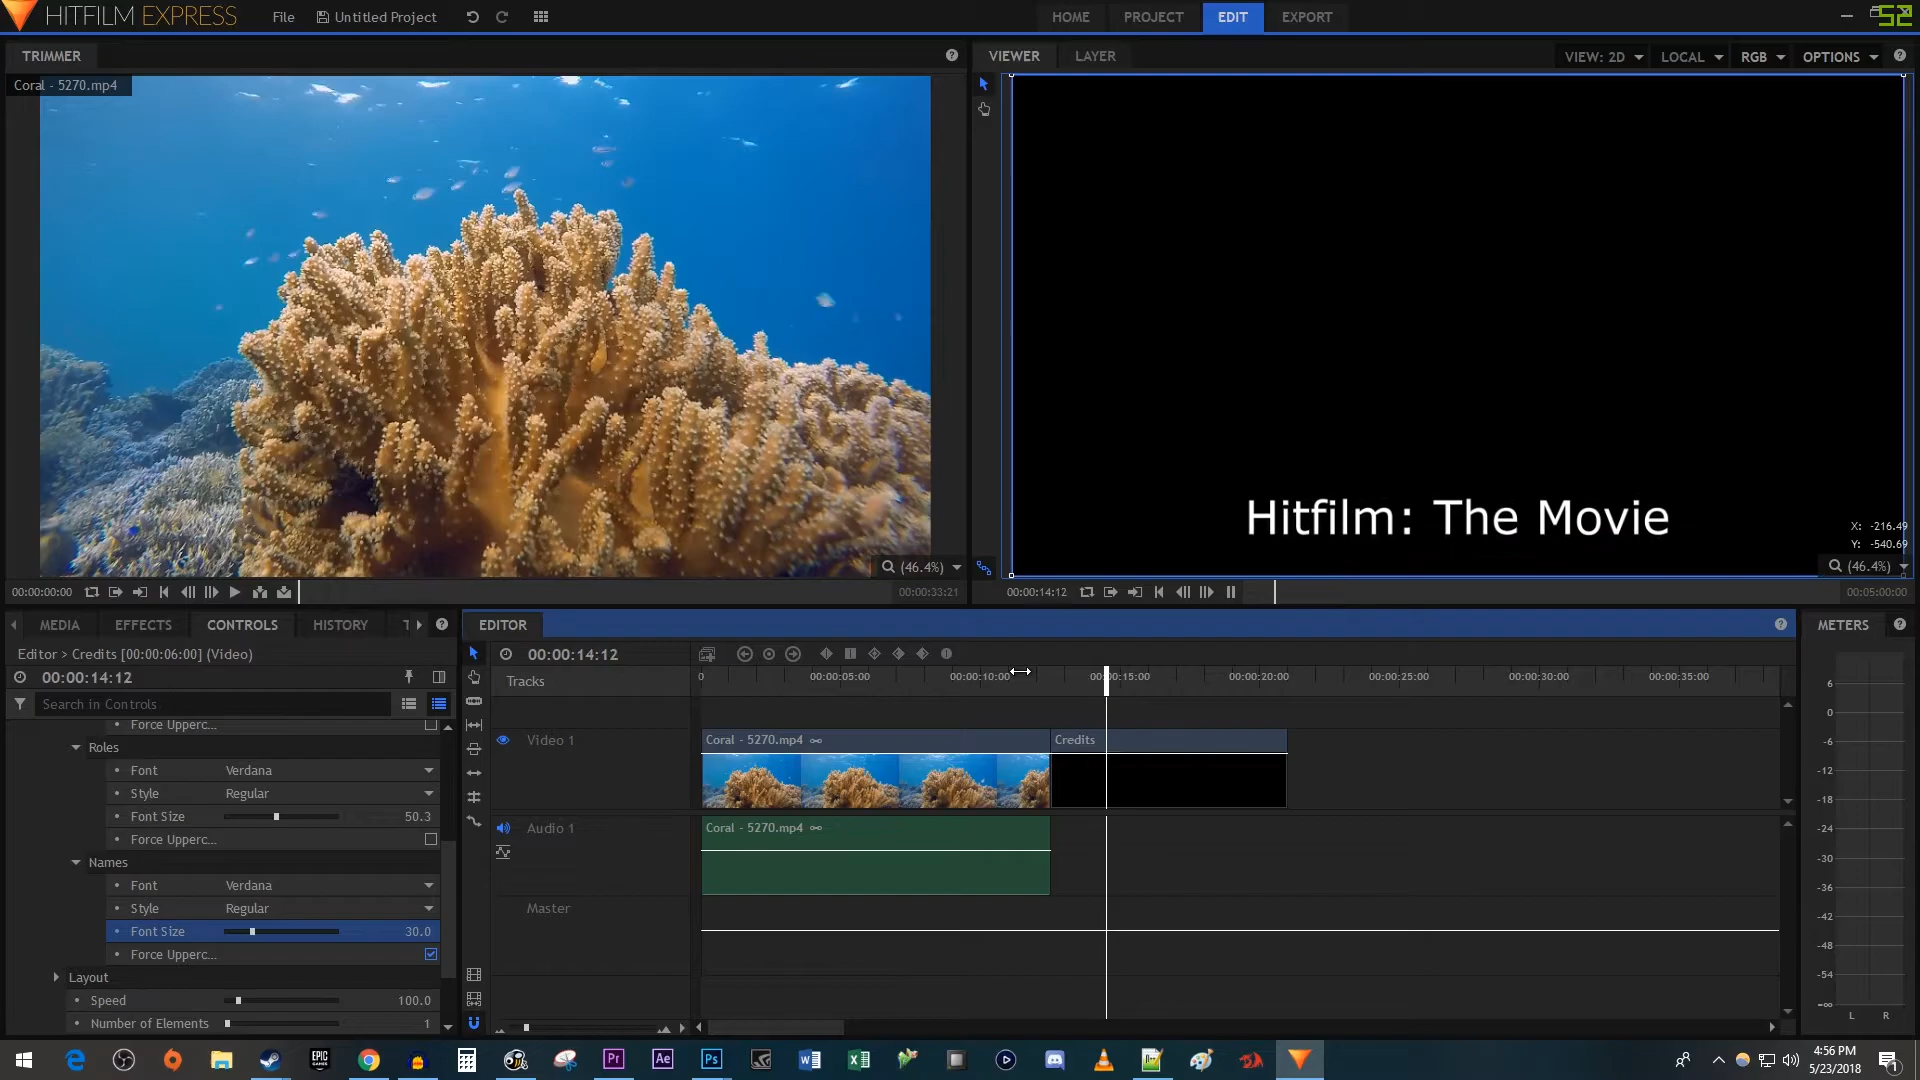 HITFILM EXPRESS
File
Untitled Project
HOME
PROJECT
EDIT
EXPORT
52
TRIMMER
Coral - 5270.mp4
(46.4%)
00:00:00:00
00:00:33:21
VIEWER
LAYER
VIEW: 2D
LOCAL
RGB
OPTIONS
Hitfilm: The Movie
X: -216.49
Y: -540.69
(46.4%)
00:00:14:12
00:05:00:00
MEDIA
EFFECTS
CONTROLS
HISTORY
T
Editor > Credits [00:00:06:00] (Video)
00:00:14:12
Search in Controls
Force Upperc...
Roles
Font Verdana
Style Regular
Font Size 50.3
Force Upperc...
Names
Font Verdana
Style Regular
Font Size 30.0
Force Upperc...
Layout
Speed 100.0
Number of Elements 1
EDITOR
00:00:14:12
Tracks
0
00:00:05:00
00:00:10:00
00:00:15:00
00:00:20:00
00:00:25:00
00:00:30:00
00:00:35:00
Video 1
Coral - 5270.mp4
Credits
Audio 1
Coral - 5270.mp4
Master
METERS
6
0
-6
-12
-18
-24
-30
-36
-42
-48
-54
-∞
L R
EPIC GAMES
Pr
Ae
Ps
4:56 PM
5/23/2018
1